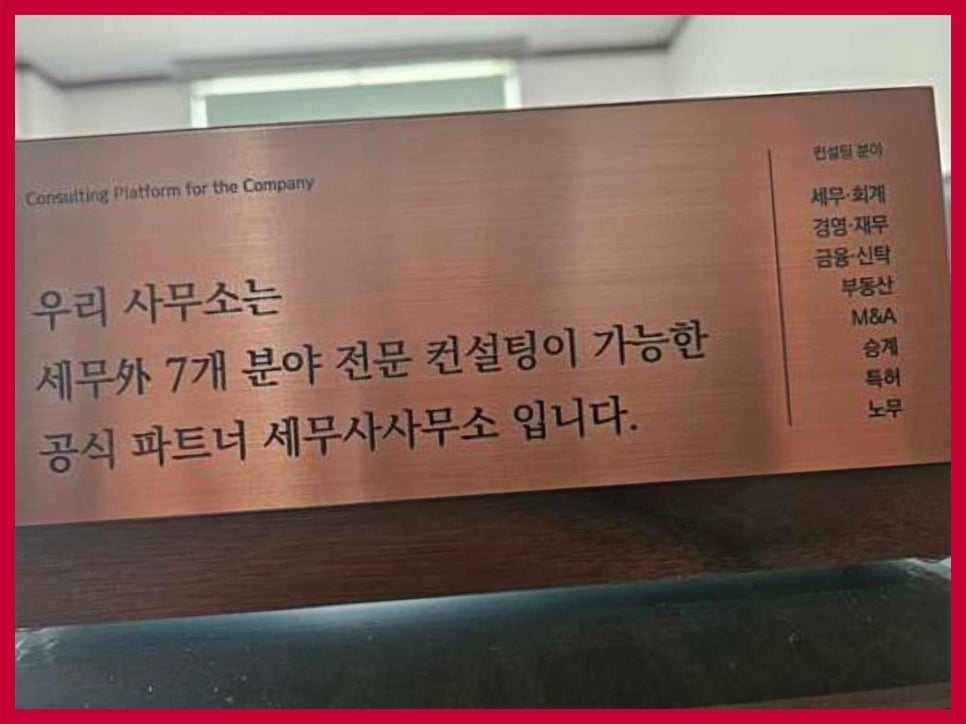 Consulting Platform for the Company
우리 사무소는
세무外 7개 분야 전문 컨설팅이 가능한
공식 파트너 세무사사무소 입니다.
컨설팅 분야
세무·회계
경영·재무
금융·신탁
부동산
M&A
승계
특허
노무